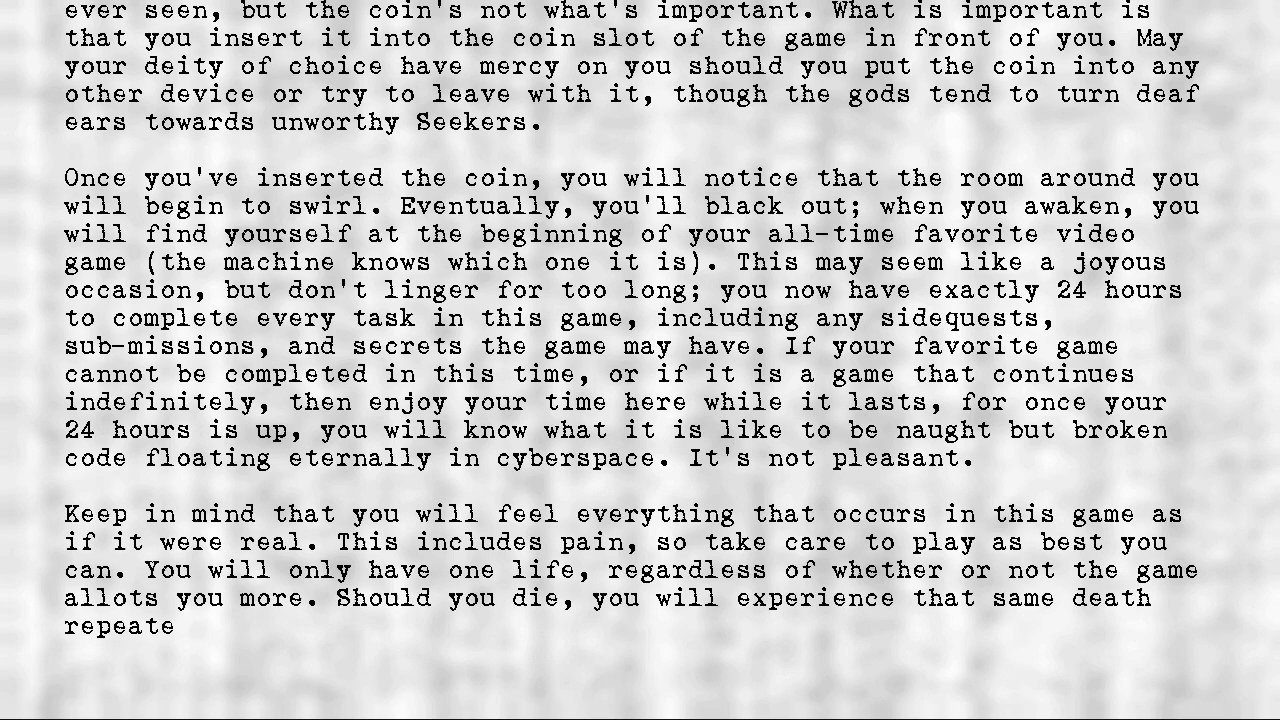 ever seen, but the coin's not what's important. What is important is
that you insert it into the coin slot of the game in front of you. May
your deity of choice have mercy on you should you put the coin into any
other device or try to leave with it, though the gods tend to turn deaf
ears towards unworthy Seekers.
Once you've inserted the coin, you will notice that the room around you
will begin to swirl. Eventually, you'll black out; when you awaken, you
will find yourself at the beginning of your all-time favorite video
game (the machine knows which one it is). This may seem like a joyous
occasion, but don't linger for too long; you now have exactly 24 hours
to complete every task in this game, including any sidequests,
sub-missions, and secrets the game may have. If your favorite game
cannot be completed in this time, or if it is a game that continues
indefinitely, then enjoy your time here while it lasts, for once your
24 hours is up, you will know what it is like to be naught but broken
code floating eternally in cyberspace. It's not pleasant.
Keep in mind that you will feel everything that occurs in this game as
if it were real. This includes pain, so take care to play as best you
can. You will only have one life, regardless of whether or not the game
allots you more. Should you die, you will experience that same death
repeate